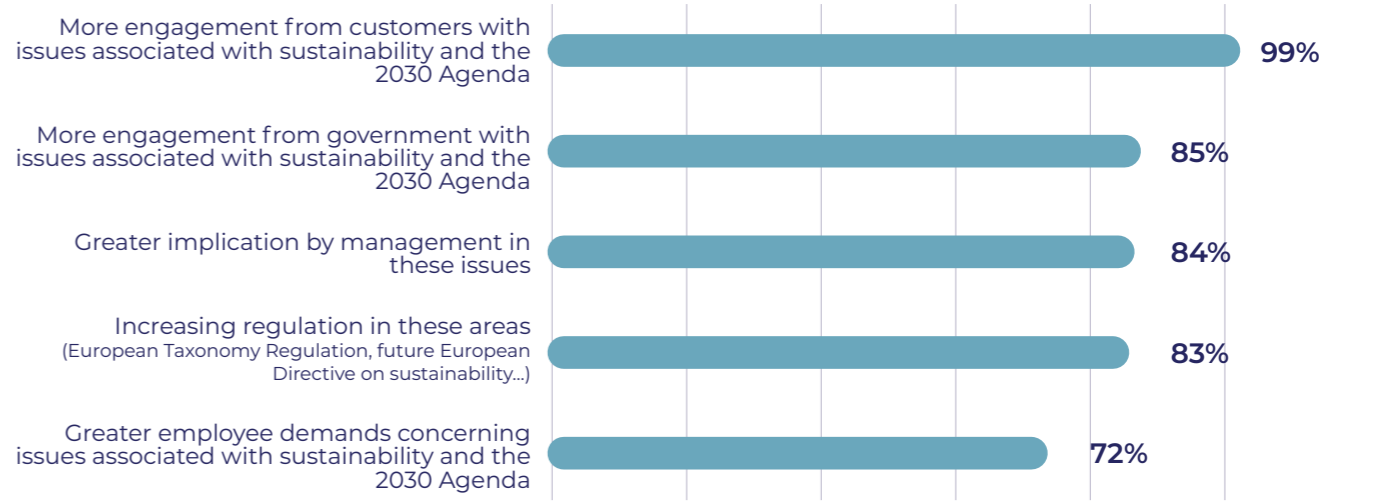 More engagement from customers with
issues associated with sustainability and the
2030 Agenda
99%
More engagement from government with
issues associated with sustainability and the
2030 Agenda
85%
Greater implication by management in
these issues
84%
Increasing regulation in these areas
(European Taxonomy Regulation, future European
Directive on sustainability...)
83%
Greater employee demands concerning
issues associated with sustainability and the
2030 Agenda
72%